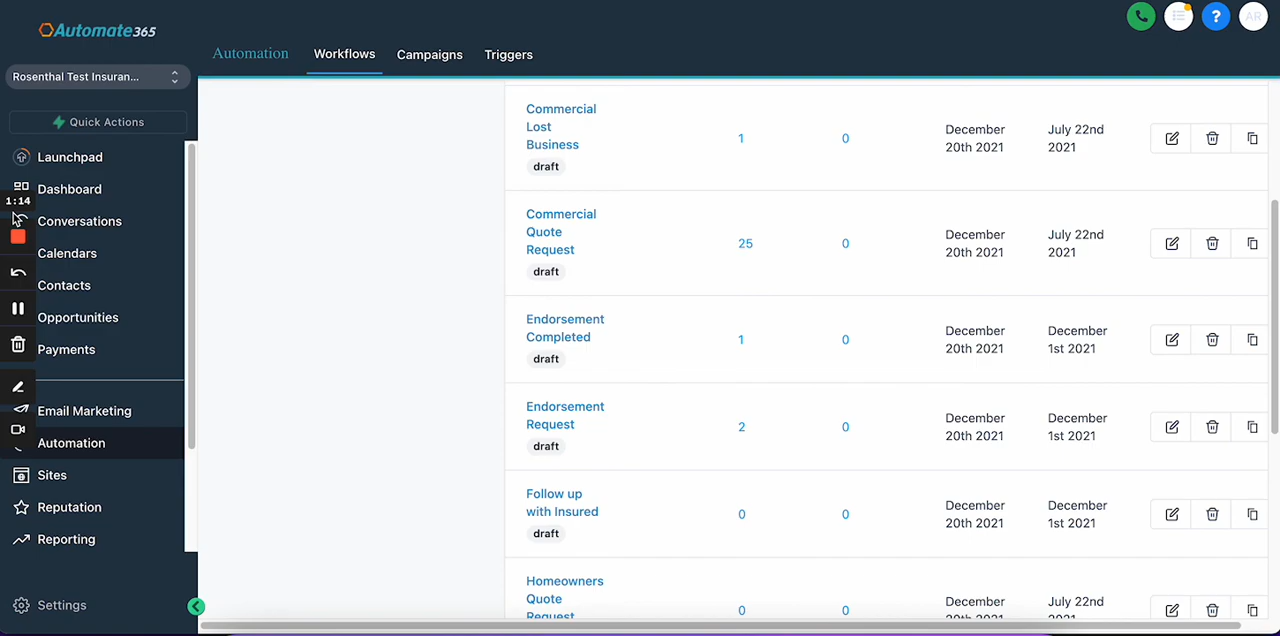 Automate365
AR
Rosenthal Test Insuran...
Automation
Workflows
Campaigns
Triggers
Quick Actions
Launchpad
Dashboard
1:14
Conversations
Calendars
Contacts
Opportunities
Payments
Email Marketing
Automation
Sites
Reputation
Reporting
Settings
Commercial
Lost
Business
draft
1
0
December
20th 2021
July 22nd
2021
Commercial
Quote
Request
draft
25
0
December
20th 2021
July 22nd
2021
Endorsement
Completed
draft
1
0
December
20th 2021
December
1st 2021
Endorsement
Request
draft
2
0
December
20th 2021
December
1st 2021
Follow up
with Insured
draft
0
0
December
20th 2021
December
1st 2021
Homeowners
Quote
Request
0
0
December
20th 2021
July 22nd
2021